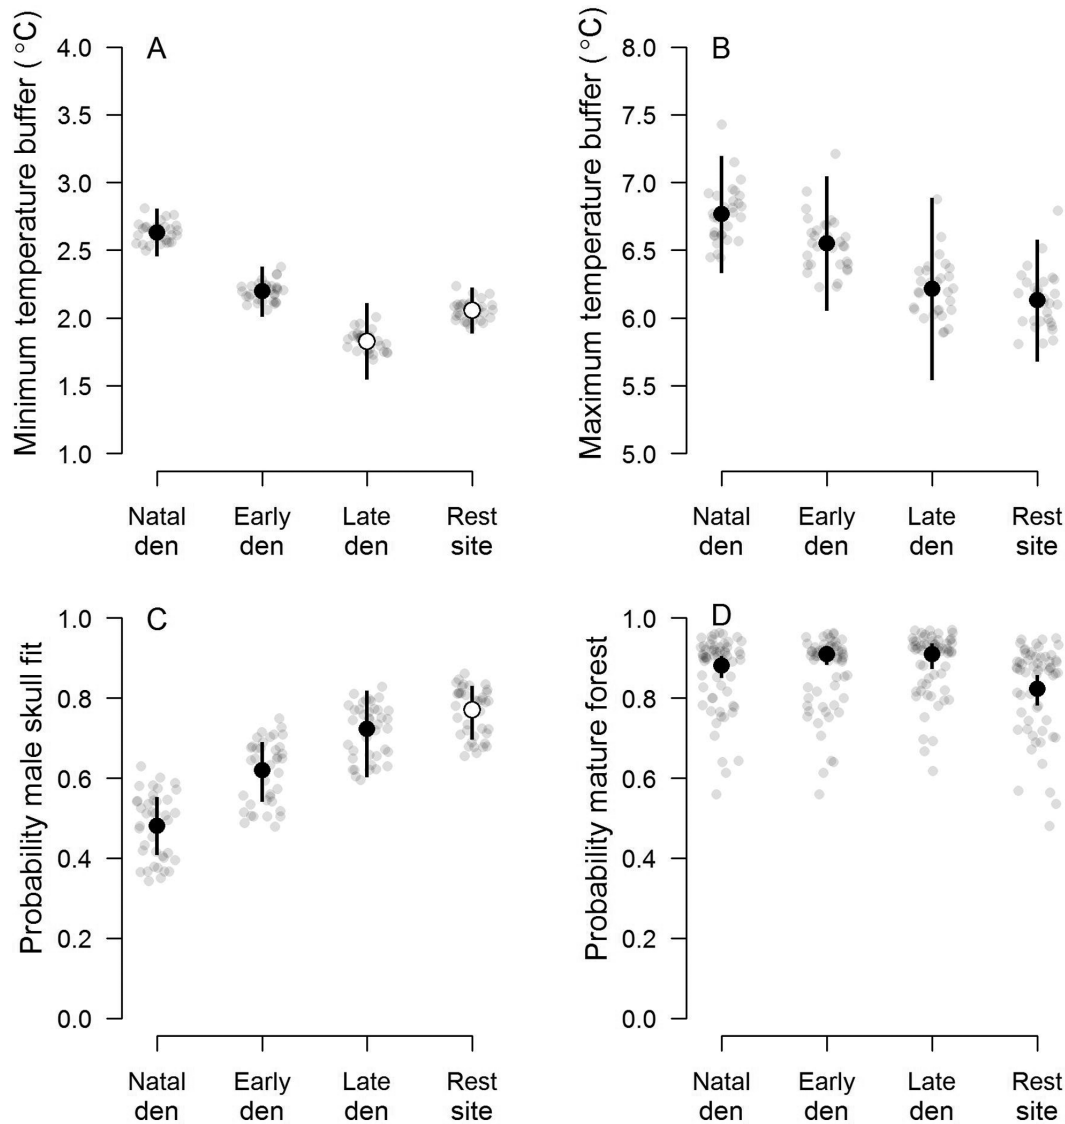 Minimum temperature buffer (°C)
A
4.0
3.5
3.0
2.5
2.0
1.5
1.0
Natal Early Late Rest
den den den site
Maximum temperature buffer (°C)
B
8.0
7.5
7.0
6.5
6.0
5.5
5.0
Natal Early Late Rest
den den den site
Probability male skull fit
C
1.0
0.8
0.6
0.4
0.2
0.0
Natal Early Late Rest
den den den site
Probability mature forest
D
1.0
0.8
0.6
0.4
0.2
0.0
Natal Early Late Rest
den den den site